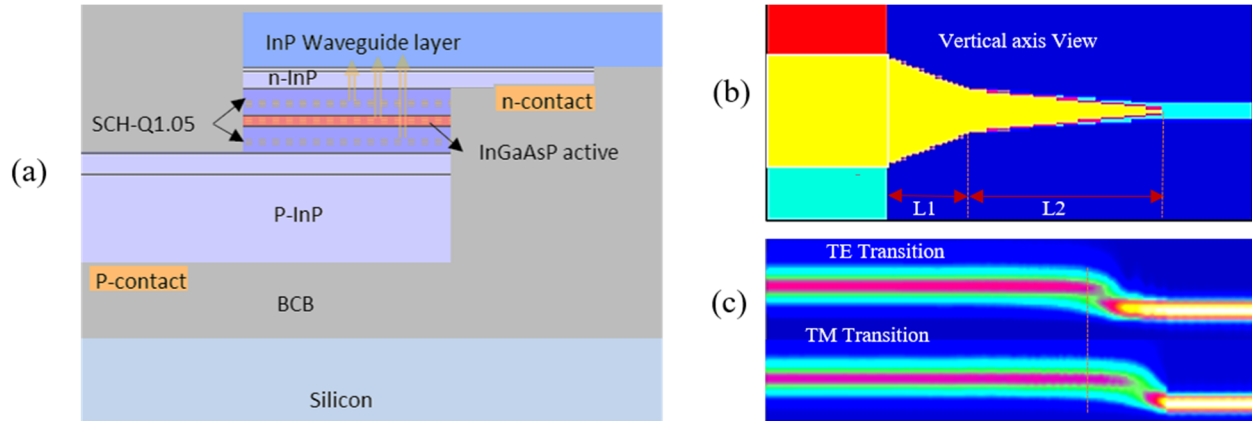 (a)
InP Waveguide layer
n-InP
n-contact
SCH-Q1.05
InGaAsP active
P-InP
P-contact
BCB
Silicon
(b)
Vertical axis View
L1
L2
(c)
TE Transition
TM Transition